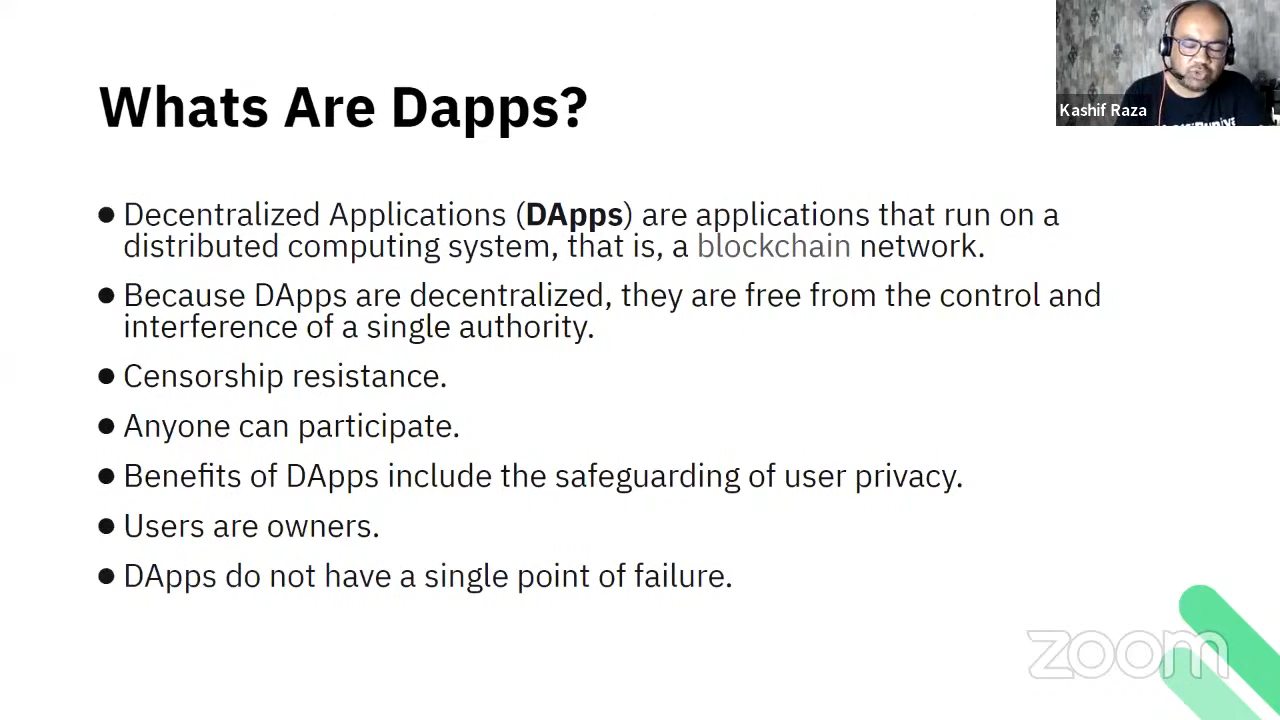 Whats Are Dapps?
Kashif Raza
● Decentralized Applications (DApps) are applications that run on a
distributed computing system, that is, a blockchain network.
● Because DApps are decentralized, they are free from the control and
interference of a single authority.
● Censorship resistance.
● Anyone can participate.
● Benefits of DApps include the safeguarding of user privacy.
● Users are owners.
● DApps do not have a single point of failure.
zoom